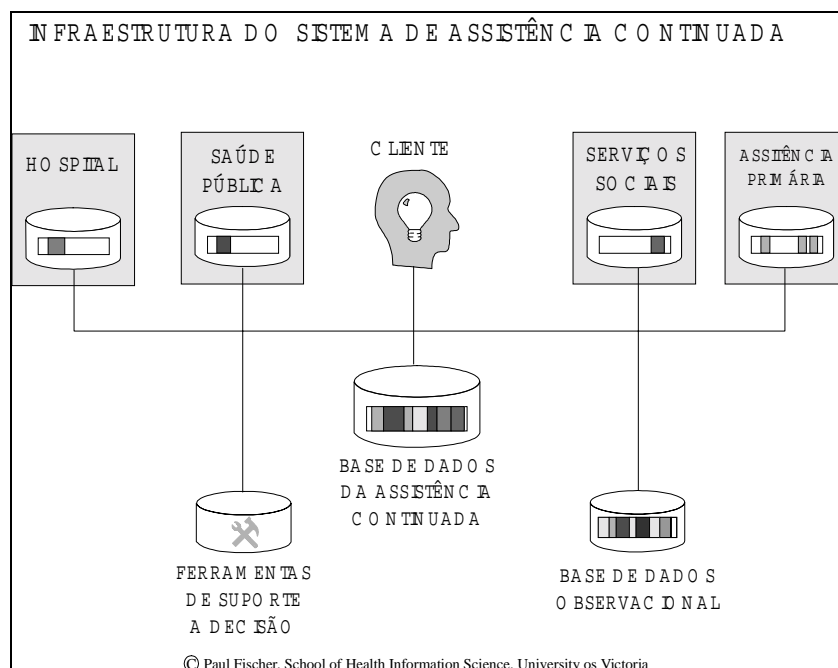 INFRAESTRUTURA DO SISTEMA DE ASSISTÊNCIA CONTINUADA
HOSPITAL
SAÚDE
PÚBLICA
CLIENTE
SERVIÇOS
SOCIAIS
ASSITÊNCIA
PRIMÁRIA
BASE DE DADOS
DA ASSISTÊNCIA
CONTINUADA
FERRAMENTAS
DE SUPORTE
A DECISÃO
BASE DE DADOS
OBSERVACIONAL
© Paul Fischer, School of Health Information Science, University os Victoria